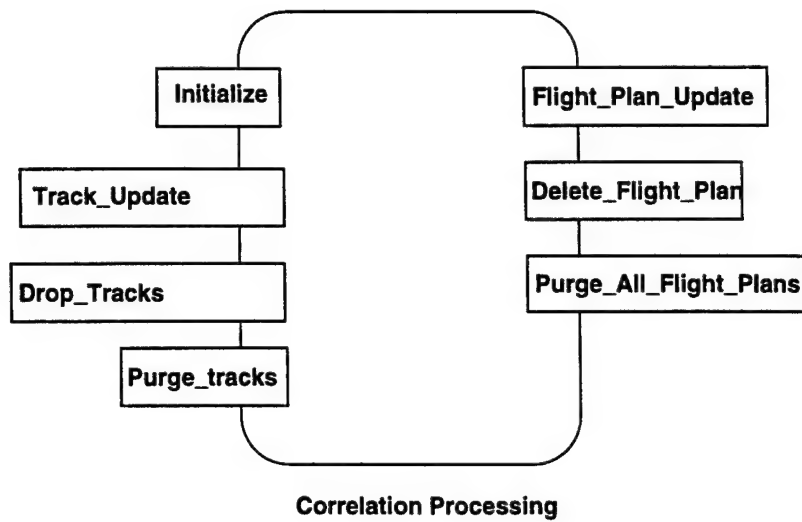 Initialize
Track_Update
Drop_Tracks
Purge_tracks
Flight_Plan_Update
Delete_Flight_Plan
Purge_All_Flight_Plans
Correlation Processing